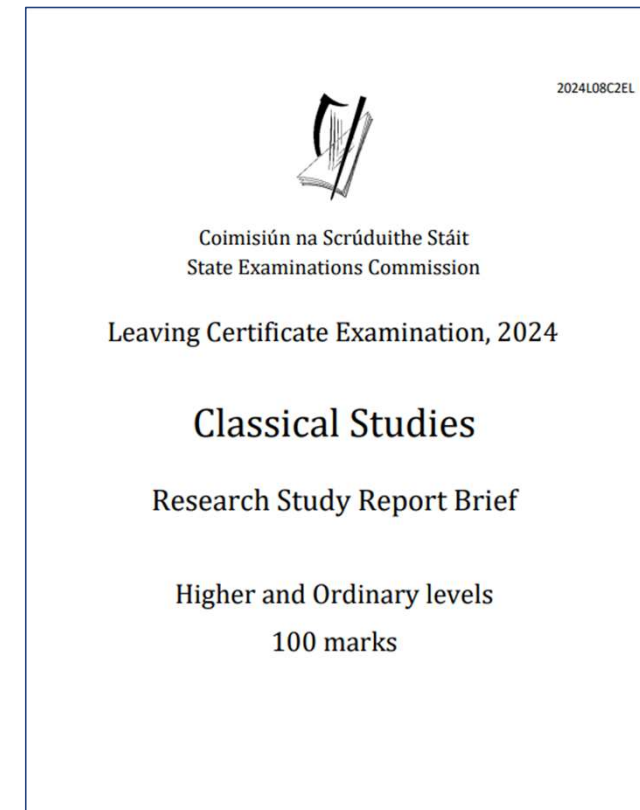 2024L08C2EL
Coimisiún na Scrúduithe Stáit
State Examinations Commission
Leaving Certificate Examination, 2024
Classical Studies
Research Study Report Brief
Higher and Ordinary levels
100 marks